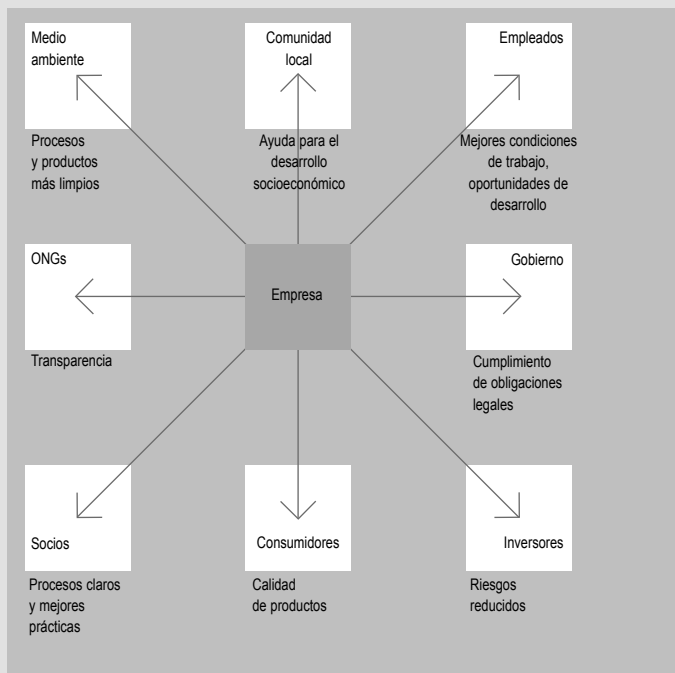 Medio
ambiente
Procesos
y productos
más limpios
Comunidad
local
Ayuda para el
desarrollo
socioeconómico
Empleados
Mejores condiciones
de trabajo,
oportunidades de
desarrollo
ONGs
Transparencia
Empresa
Gobierno
Cumplimiento
de obligaciones
legales
Socios
Procesos claros
y mejores
prácticas
Consumidores
Calidad
de productos
Inversores
Riesgos
reducidos